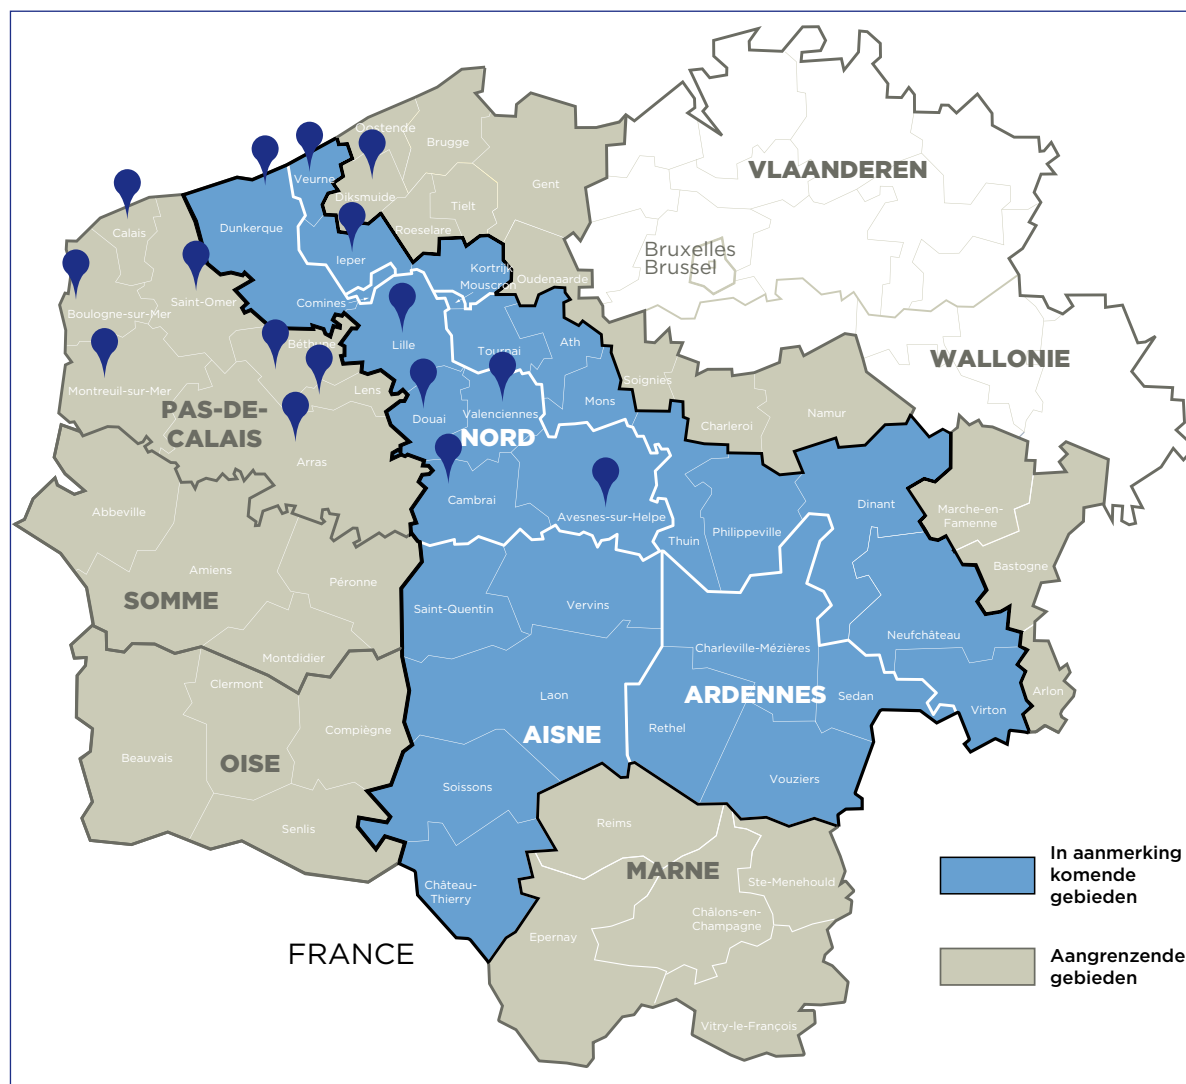 Oostende
Brugge
VLAANDEREN
Veurne
Gent
Diksmuide
Tielt
Dunkerque
Calais
Roeselare
Bruxelles
Brussel
Ieper
Kortrijk
Oudenaarde
Mouscron
Saint-Omer
Comines
Boulogne-sur-Mer
Béthune
Lille
Tournai
Ath
WALLONIE
Soignies
Montreuil-sur-Mer
Lens
Mons
PAS-DE-
CALAIS
Douai
Valenciennes
Namur
Charleroi
NORD
Arras
Cambrai
Dinant
Abbeville
Avesnes-sur-Helpe
Marche-en-
Famenne
Thuin
Philippeville
Amiens
Péronne
Bastogne
SOMME
Saint-Quentin
Vervins
Neufchâteau
Montdidier
Charleville-Mézières
Clermont
Laon
ARDENNES
Sedan
Arlon
Virton
Compiègne
Rethel
AISNE
Beauvais
OISE
Vouziers
Soissons
Senlis
Reims
MARNE
Château-
Thierry
Ste-Menehould
Châlons-en-
Champagne
Epernay
FRANCE
Vitry-le-François
In aanmerking
komende
gebieden
Aangrenzende
gebieden